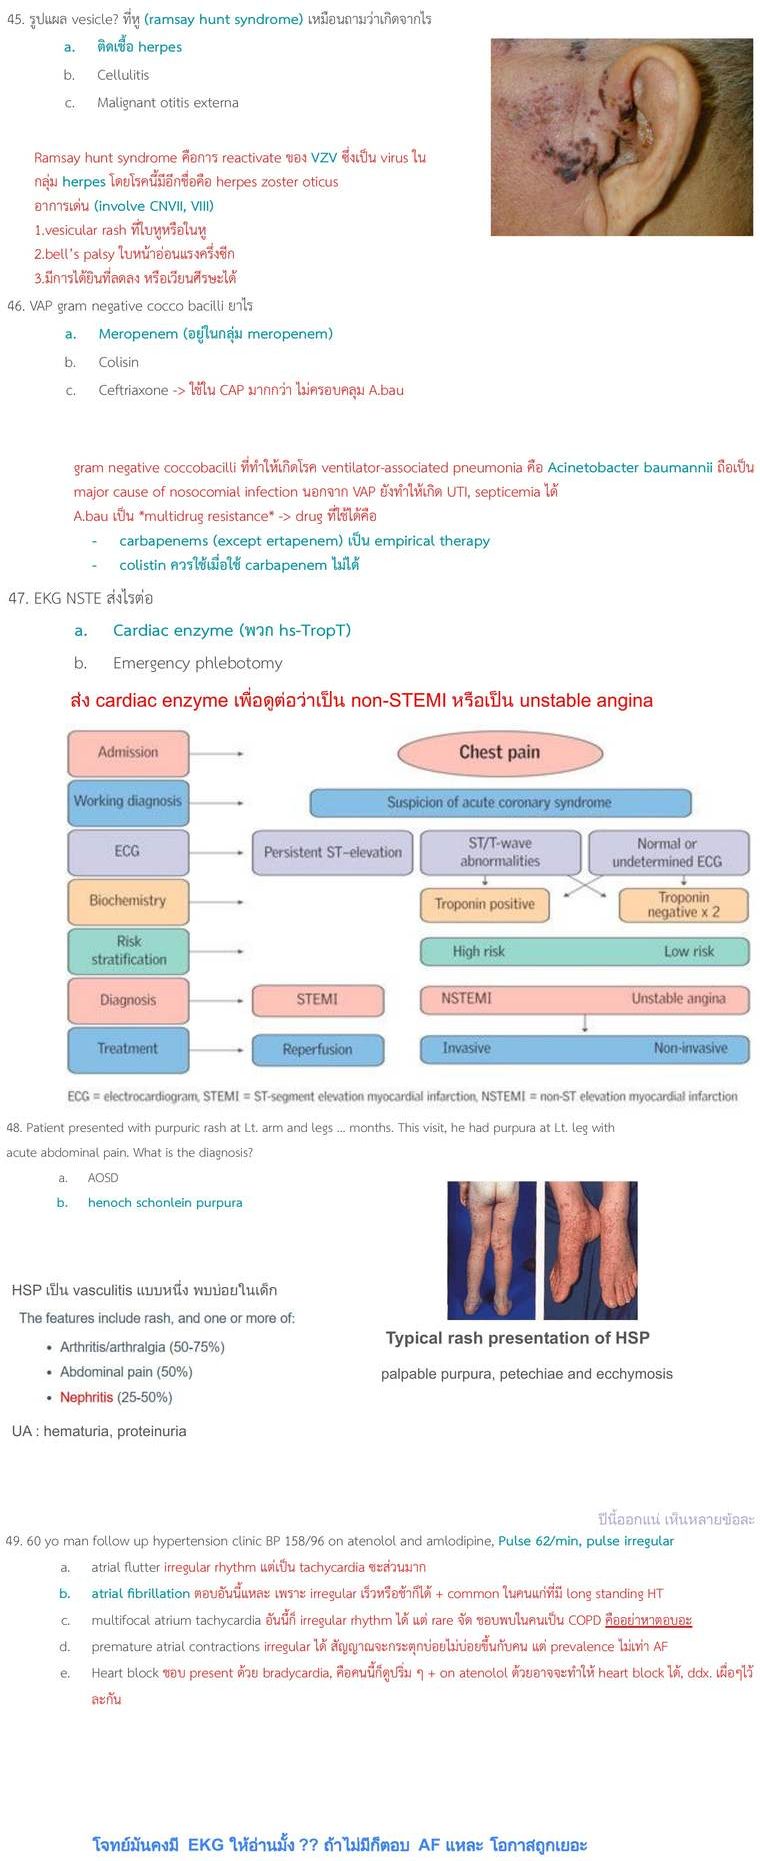 45. รูปแผล vesicle? ที่หู (ramsay hunt syndrome) เหมือนถามว่าเกิดจากไร
a. ติดเชื้อ herpes
b. Cellulitis
c. Malignant otitis externa
Ramsay hunt syndrome คือการ reactivate ของ VZV ซึ่งเป็น virus ใน
กลุ่ม herpes โดยโรคนี้มีอีกชื่อคือ herpes zoster oticus
อาการเด่น (involve CNVII, VIII)
1.vesicular rash ที่ใบหูหรือในหู
2.bell's palsy ใบหน้าอ่อนแรงครึ่งซีก
3.มีการได้ยินที่ลดลง หรือเวียนศีรษะได้
46. VAP gram negative cocco bacilli ยาไร
a. Meropenem (อยู่ในกลุ่ม meropenem)
b. Colisin
c. Ceftriaxone -> ใช้ใน CAP มากกว่า ไม่ครอบคลุม A.bau
gram negative coccobacilli ที่ทำให้เกิดโรค ventilator-associated pneumonia คือ Acinetobacter baumannii ถือเป็น
major cause of nosocomial infection นอกจาก VAP ยังทำให้เกิด UTI, septicemia ได้
A.bau เป็น *multidrug resistance* -> drug ที่ใช้ได้คือ
- carbapenems (except ertapenem) เป็น empirical therapy
- colistin ควรใช้เมื่อใช้ carbapenem ไม่ได้
47. EKG NSTE ส่งไรต่อ
a. Cardiac enzyme (พวก hs-TropT)
b. Emergency phlebotomy
ส่ง cardiac enzyme เพื่อดูต่อว่าเป็น non-STEMI หรือเป็น unstable angina
Admission
Chest pain
Working diagnosis
Suspicion of acute coronary syndrome
ECG
Persistent ST-elevation
ST/T-wave
abnormalities
Normal or
undetermined ECG
Biochemistry
Troponin positive
Troponin
negative x 2
Risk
stratification
High risk
Low risk
Diagnosis
STEMI
NSTEMI
Unstable angina
Treatment
Reperfusion
Invasive
Non-invasive
ECG = electrocardiogram, STEMI = ST-segment elevation myocardial infarction, NSTEMI = non-ST elevation myocardial infarction
48. Patient presented with purpuric rash at Lt. arm and legs ... months. This visit, he had purpura at Lt. leg with
acute abdominal pain. What is the diagnosis?
a. AOSD
b. henoch schonlein purpura
HSP เป็น vasculitis แบบหนึ่ง พบบ่อยในเด็ก
The features include rash, and one or more of:
• Arthritis/arthralgia (50-75%)
• Abdominal pain (50%)
• Nephritis (25-50%)
UA : hematuria, proteinuria
Typical rash presentation of HSP
palpable purpura, petechiae and ecchymosis
ปีนี้ออกแน่ เห็นหลายข้อละ
49. 60 yo man follow up hypertension clinic BP 158/96 on atenolol and amlodipine, Pulse 62/min, pulse irregular
a. atrial flutter irregular rhythm แต่เป็น tachycardia ซะส่วนมาก
b. atrial fibrillation ตอบอันนี้แหละ เพราะ irregular เร็วหรือช้าก็ได้ + common ในคนแก่ที่มี long standing HT
c. multifocal atrium tachycardia อันนี้ก็ irregular rhythm ได้ แต่ rare จัด ชอบพบในคนเป็น COPD คืออย่าหาตอบอะ
d. premature atrial contractions irregular ได้ สัญญาณจะกระตุกบ่อยไม่บ่อยขึ้นกับคน แต่ prevalence ไม่เท่า AF
e. Heart block ชอบ present ด้วย bradycardia, คือคนนี้ก็ดูปริ่ม ๆ + on atenolol ด้วยอาจจะทำให้ heart block ได้, ddx. เผื่อๆไว้
ละกัน
โจทย์มันคงมี EKG ให้อ่านมั้ง ?? ถ้าไม่มีก็ตอบ AF แหละ โอกาสถูกเยอะ